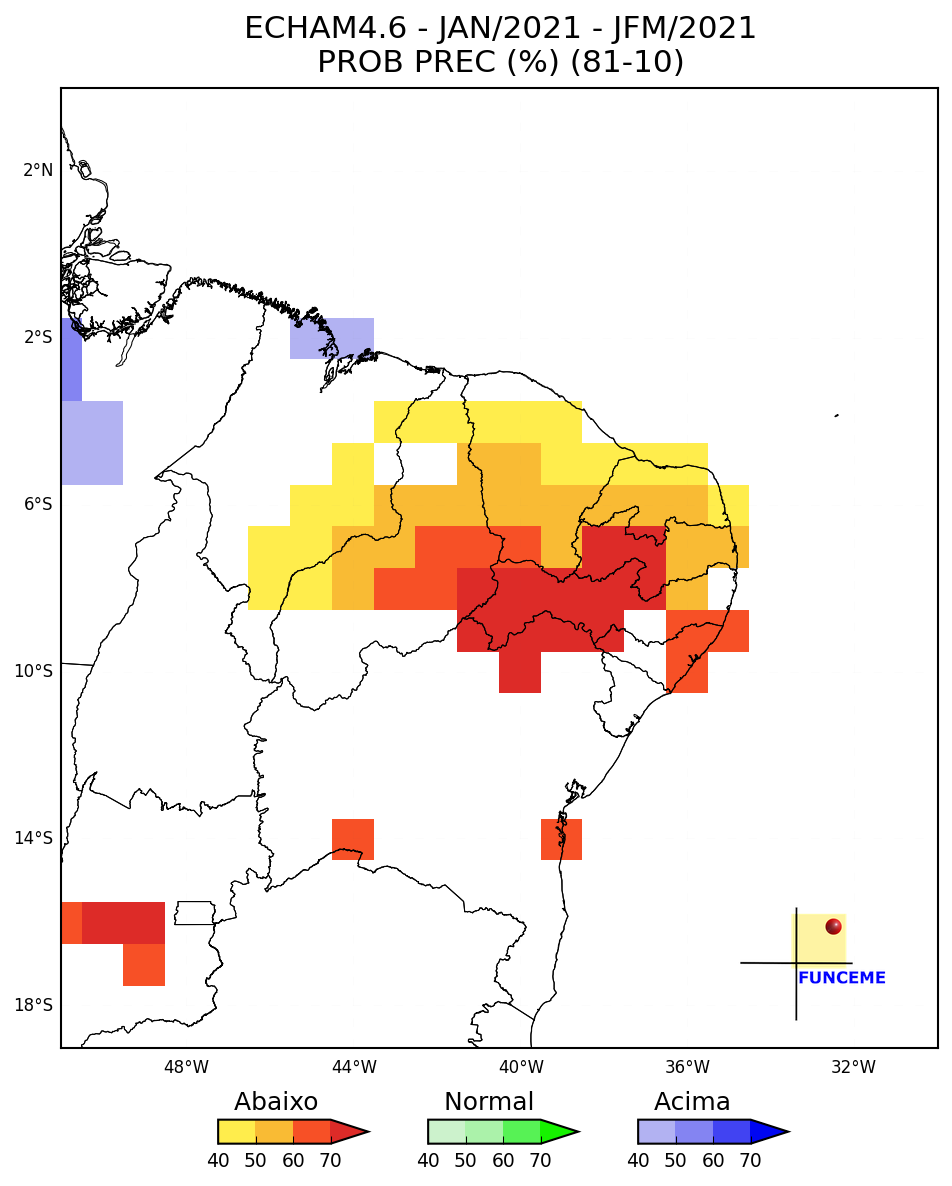 ECHAM4.6 - JAN/2021 - JFM/2021
PROB PREC (%) (81-10)
2°N
2°S
6°S
10°S
14°S
18°S
FUNCEME
48°W 44°W 40°W 36°W 32°W
Abaixo Normal Acima
40 50 60 70 40 50 60 70 40 50 60 70